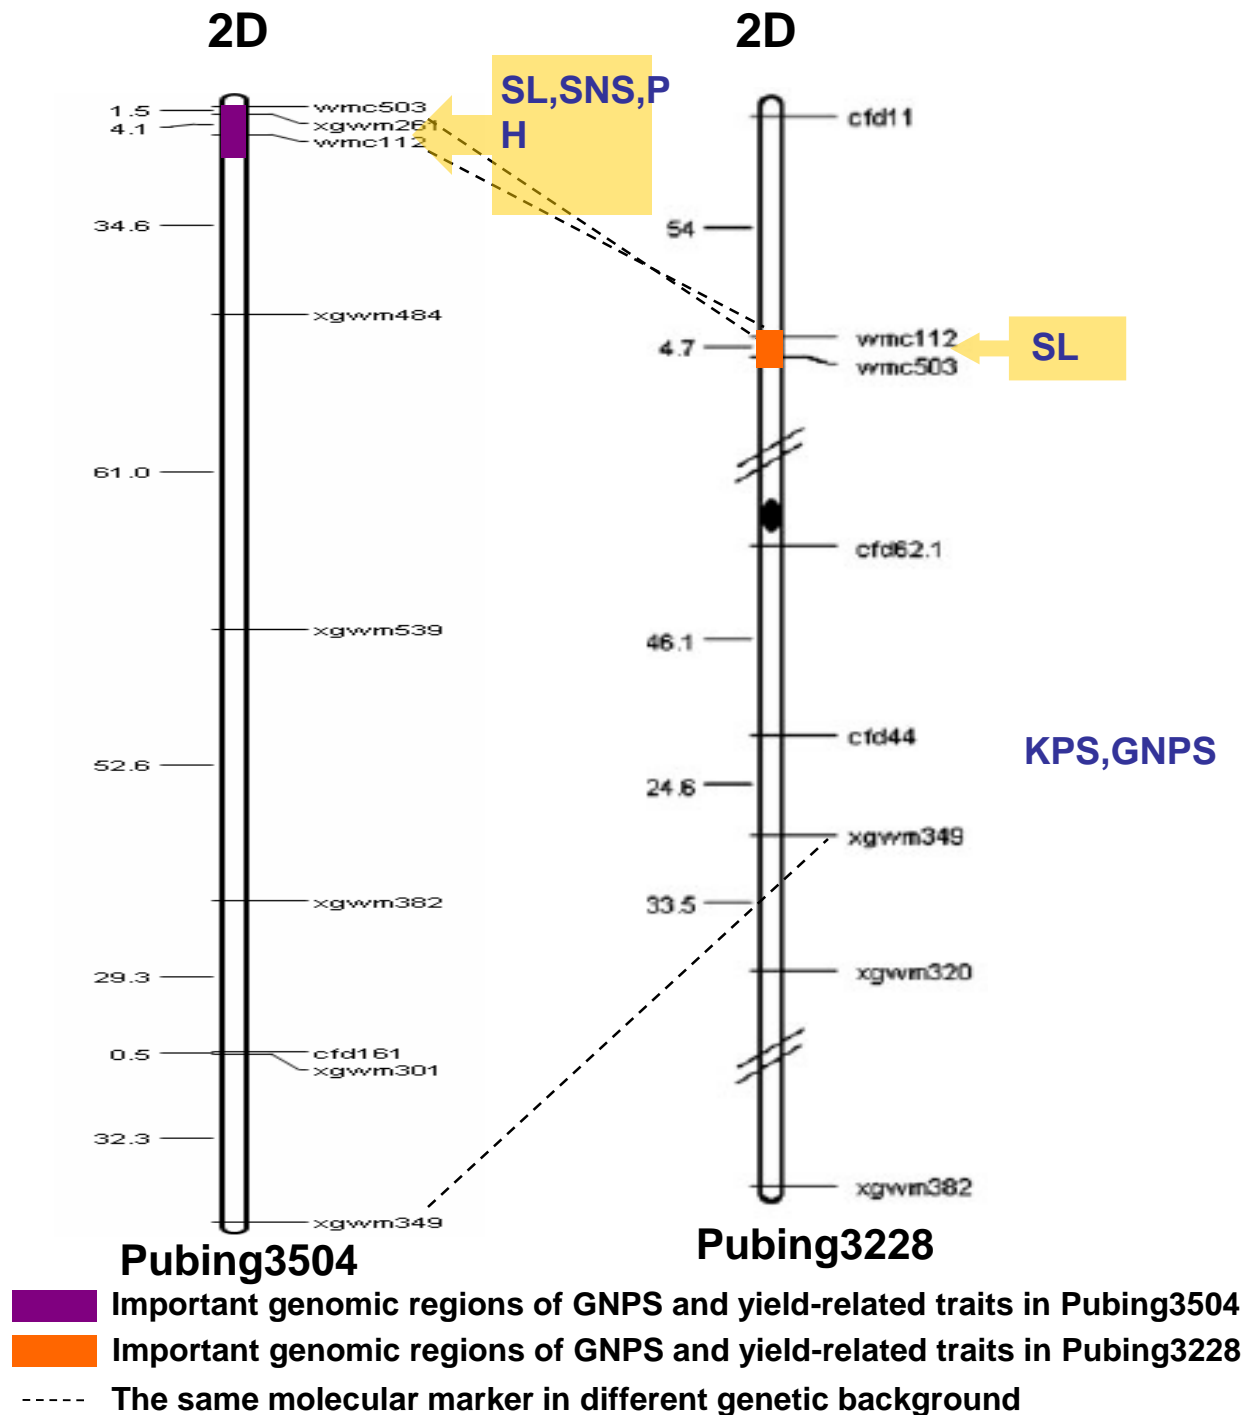 2D
2D
SL,SNS,P
H
1.5
4.1
34.6
61.0
52.6
29.3
0.5
32.3
wmc503
xgwm261
wmc112
xgwm484
xgwm539
xgwm382
cfd161
xgwm301
xgwm349
54
4.7
46.1
24.6
33.5
cfd11
wmc112
wmc503
cfd62.1
cfd44
xgwm349
xgwm320
xgwm382
SL
KPS,GNPS
Pubing3504
Pubing3228
Important genomic regions of GNPS and yield-related traits in Pubing3504
Important genomic regions of GNPS and yield-related traits in Pubing3228
The same molecular marker in different genetic background